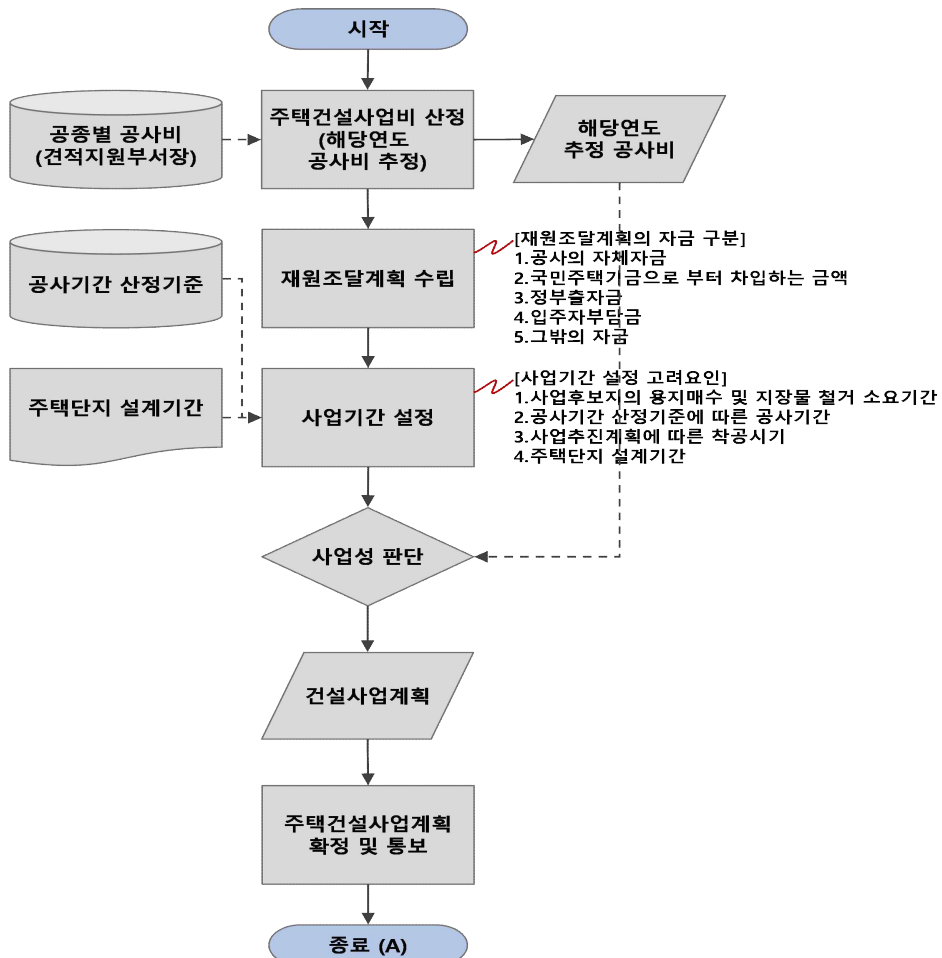 시작
공종별 공사비
(견적지원부서장)
주택건설사업비 산정
(해당연도
공사비 추정)
해당연도
추정 공사비
공사기간 산정기준
재원조달계획 수립
[재원조달계획의 자금 구분]
1.공사의 자체자금
2.국민주택기금으로 부터 차입하는 금액
3.정부출자금
4.입주자부담금
5.그밖의 자금
주택단지 설계기간
사업기간 설정
[사업기간 설정 고려요인]
1.사업후보지의 용지매수 및 지장물 철거 소요기간
2.공사기간 산정기준에 따른 공사기간
3.사업추진계획에 따른 착공시기
4.주택단지 설계기간
사업성 판단
건설사업계획
주택건설사업계획
확정 및 통보
종료 (A)